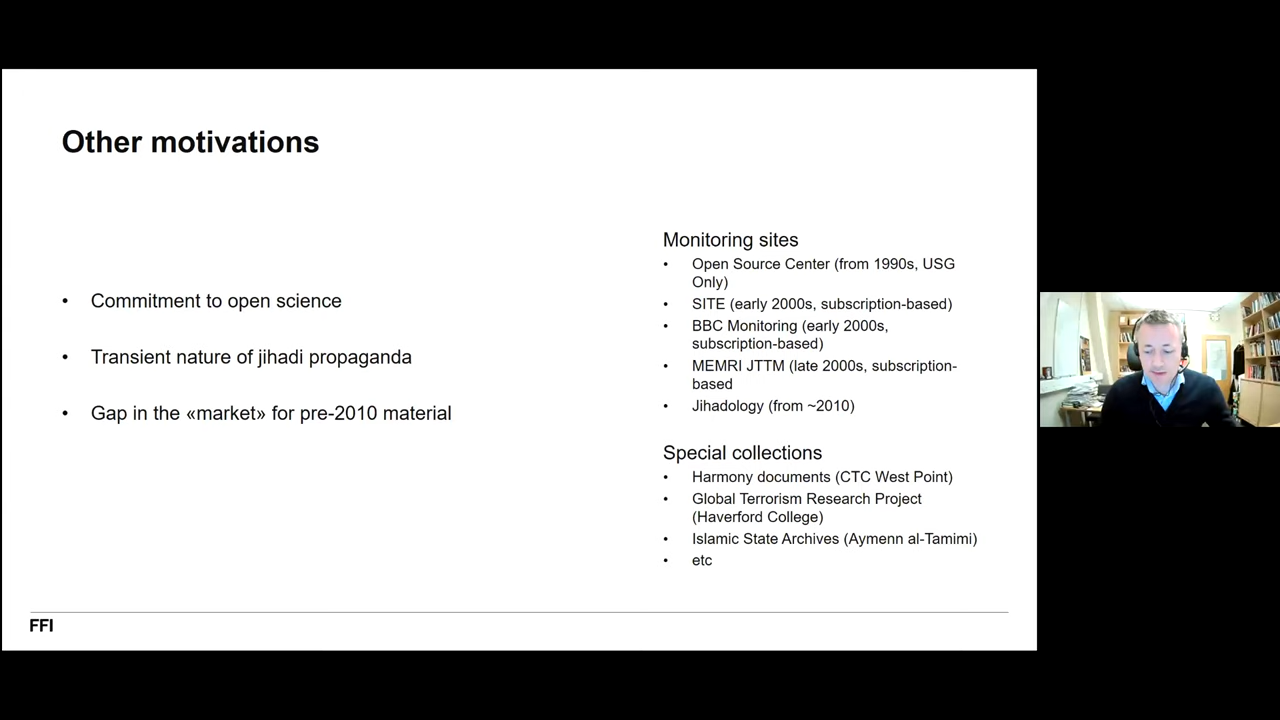 Other motivations
• Commitment to open science
• Transient nature of jihadi propaganda
• Gap in the «market» for pre-2010 material
Monitoring sites
• Open Source Center (from 1990s, USG
Only)
• SITE (early 2000s, subscription-based)
• BBC Monitoring (early 2000s,
subscription-based)
• MEMRI JTTM (late 2000s, subscription-
based
• Jihadology (from ~2010)
Special collections
• Harmony documents (CTC West Point)
• Global Terrorism Research Project
(Haverford College)
• Islamic State Archives (Aymenn al-Tamimi)
• etc
FFI